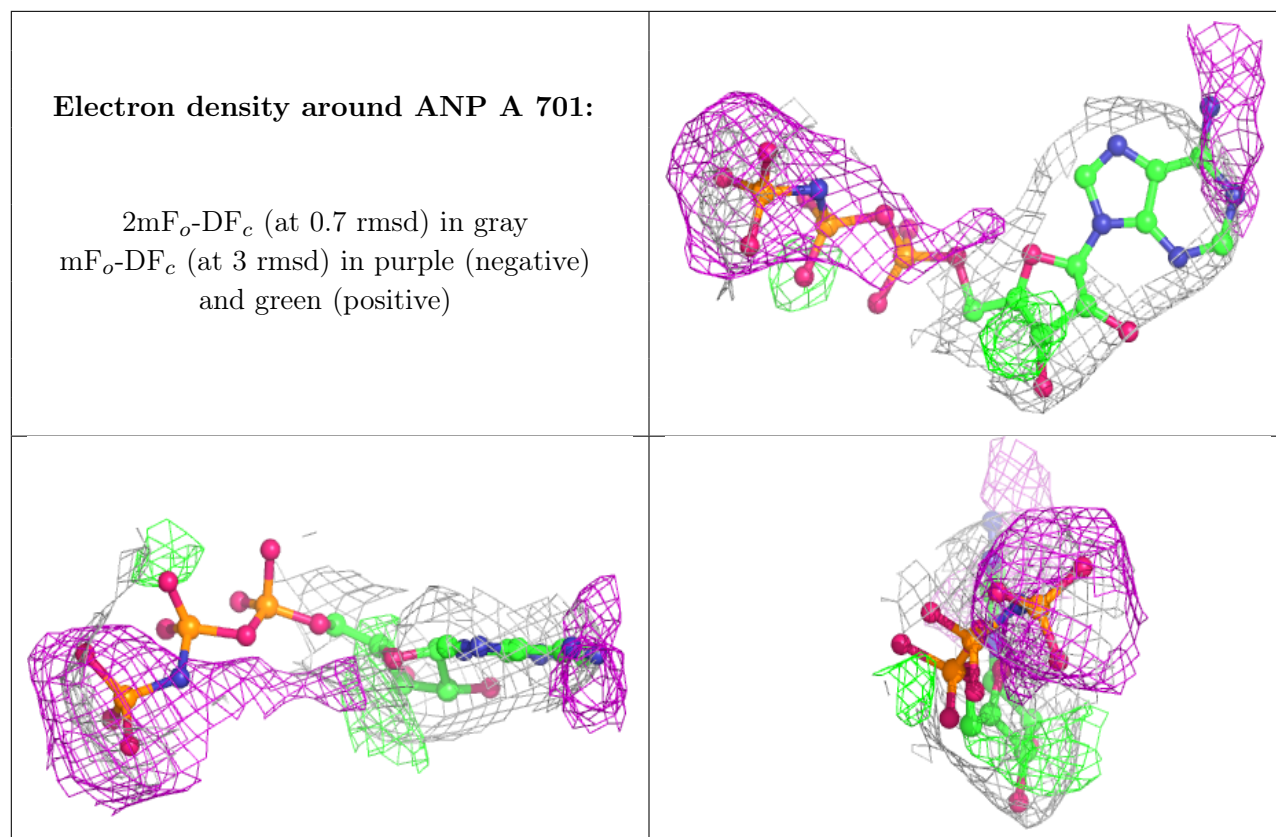 Electron density around ANP A 701:
2mFo-DFc (at 0.7 rmsd) in gray
mFo-DFc (at 3 rmsd) in purple (negative)
and green (positive)